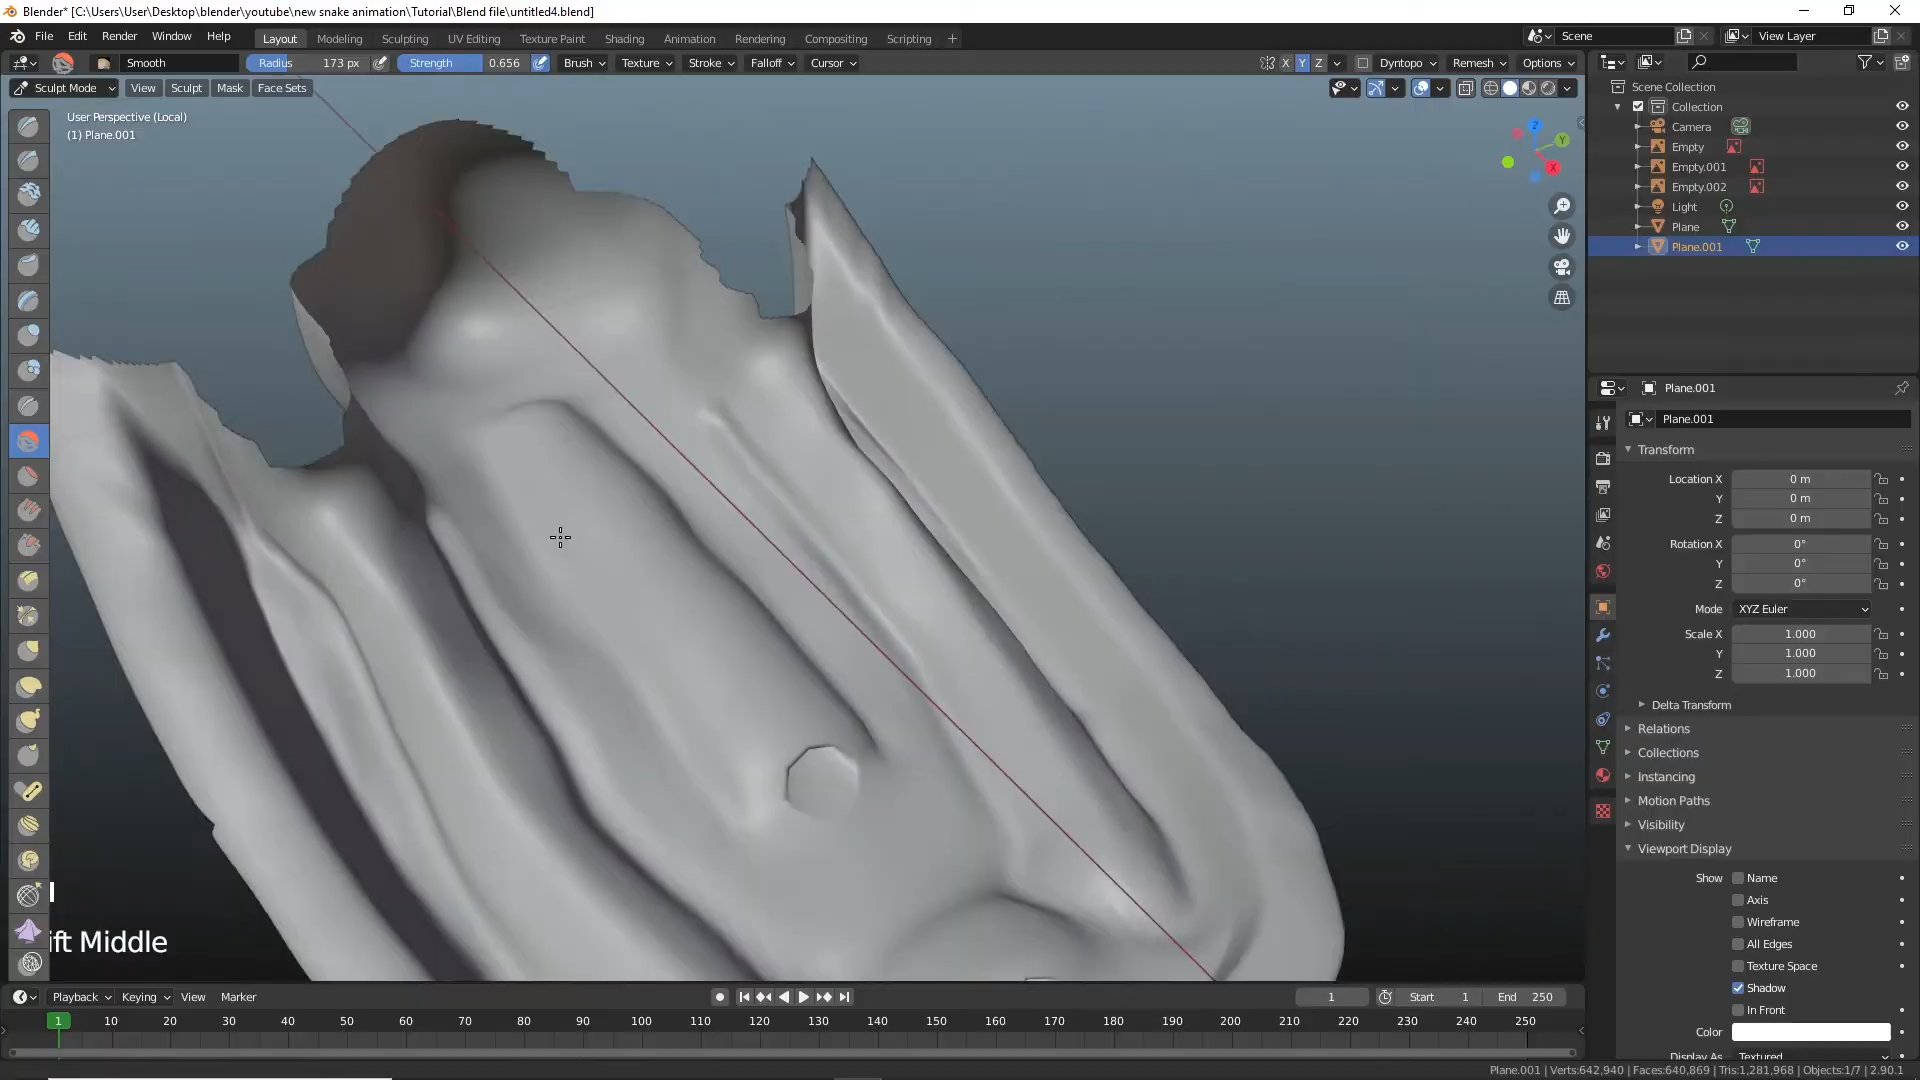 Blender* [C:\Users\User\Desktop\blender\youtube\new snake animation\Tutorial\Blend file\untitled4.blend]
File Edit Render Window Help Layout Modeling Sculpting UV Editing Texture Paint Shading Animation Rendering Compositing Scripting + Scene View Layer
Smooth Radius 173 px Strength 0.656 Brush Texture Stroke Falloff Cursor X Y Z Dyntopo Remesh Options
Sculpt Mode View Sculpt Mask Face Sets
User Perspective (Local)
(1) Plane.001
Z
Y
X
Scene Collection
Collection
Camera
Empty
Empty.001
Empty.002
Light
Plane
Plane.001
Plane.001
Plane.001
Transform
Location X 0 m
Y 0 m
Z 0 m
Rotation X 0°
Y 0°
Z 0°
Mode XYZ Euler
Scale X 1.000
Y 1.000
Z 1.000
Delta Transform
Relations
Collections
Instancing
Motion Paths
Visibility
Viewport Display
Show Name
Axis
Wireframe
All Edges
Texture Space
Shadow
In Front
Color
Display As Textured
ift Middle
Playback Keying View Marker 1 Start 1 End 250
1 10 20 30 40 50 60 70 80 90 100 110 120 130 140 150 160 170 180 190 200 210 220 230 240 250
Plane.001 | Verts:642,940 | Faces:640,869 | Tris:1,281,968 | Objects:1/7 | 2.90.1